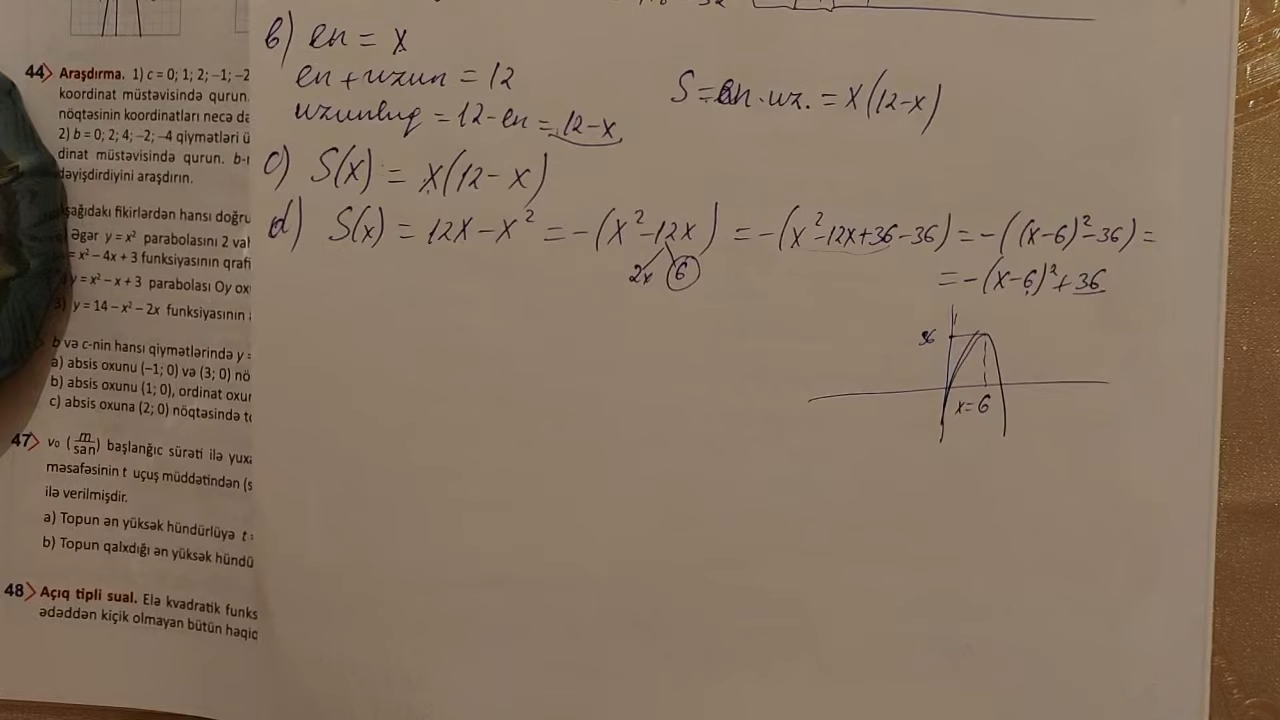 44 Araşdırma. 1) c = 0; 1; 2; –1; –2
koordinat müstəvisində qurun.
nöqtəsinin koordinatları necə də
2) b = 0; 2; 4; –2; –4 qiymətləri ü
dinat müstəvisində qurun. b-
dəyişdirdiyini araşdırın.
şağıdakı fikirlərdən hansı doğru
Əgər y = x² parabolasını 2 vah
= x² – 4x + 3 funksiyasının qrafi
y = x² – x + 3 parabolası Oy ox
3) y = 14 – x² – 2x funksiyasının
b və c-nin hansı qiymətlərində y =
a) absis oxunu (–1; 0) və (3; 0) nö
b) absis oxunu (1; 0), ordinat oxu
c) absis oxuna (2; 0) nöqtəsində t
47 v₀ (m/san) başlanğıc sürəti ilə yuxa
məsafəsinin t uçuş müddətindən (s
ilə verilmişdir.
a) Topun ən yüksək hündürlüyə t
b) Topun qalxdığı ən yüksək hündü
48 Açıq tipli sual. Elə kvadratik funks
ədəddən kiçik olmayan bütün həqiq
b) en = x
en + uzun = 12
uzunluq = 12 - en = 12 - x
S = en · uz. = x(12-x)
c) S(x) = x(12 - x)
d) S(x) = 12x - x² = -(x² - 12x) = -(x² - 12x + 36 - 36) = -((x-6)² - 36) =
2x 6
= -(x-6)² + 36
36
x = 6